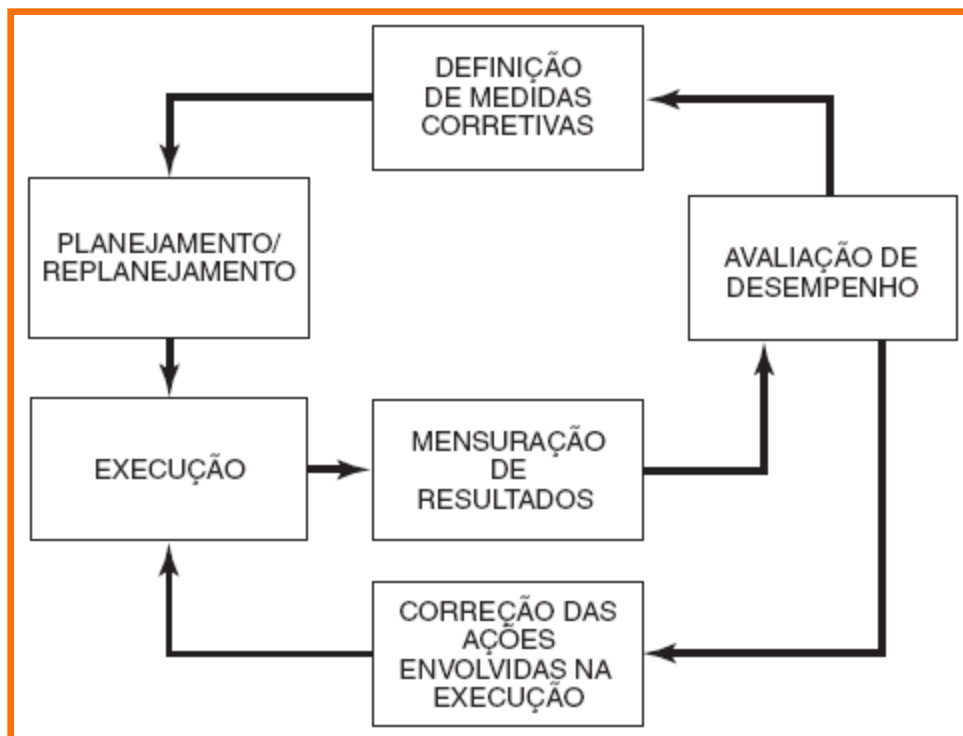 DEFINIÇÃO
DE MEDIDAS
CORRETIVAS
PLANEJAMENTO/
REPLANEJAMENTO
AVALIAÇÃO DE
DESEMPENHO
EXECUÇÃO
MENSURAÇÃO
DE
RESULTADOS
CORREÇÃO DAS
AÇÕES
ENVOLVIDAS NA
EXECUÇÃO